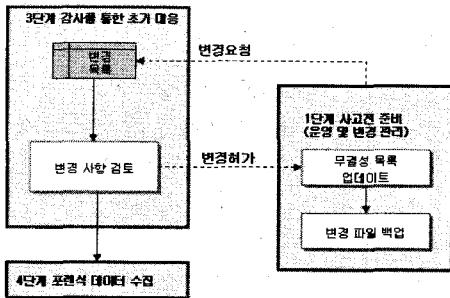 3단계 감사를 통한 초기 대응
변경
목록
변경요청
1단계 사고전 준비
(운영 및 변경 관리)
무결성 목록
업데이트
변경 사항 검토
변경허가
변경 파일 백업
4단계 포렌식 데이터 수집